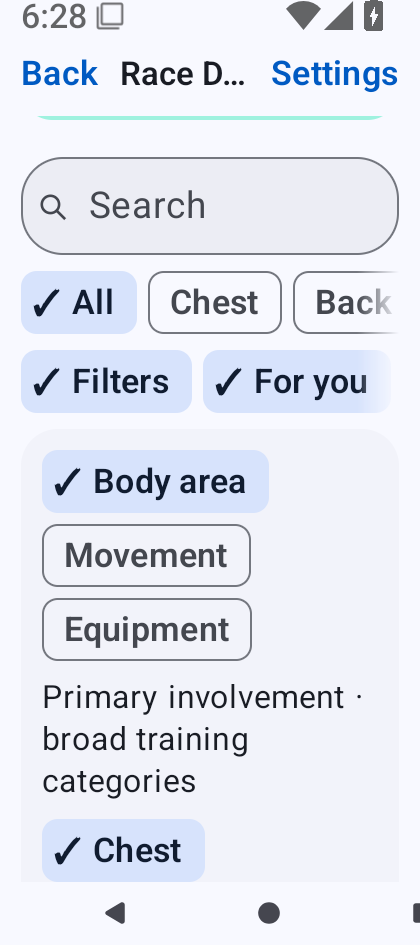 6:28
Back Race D... Settings
Search
✓ All Chest Back
✓ Filters ✓ For you
✓ Body area
Movement
Equipment
Primary involvement ·
broad training
categories
✓ Chest